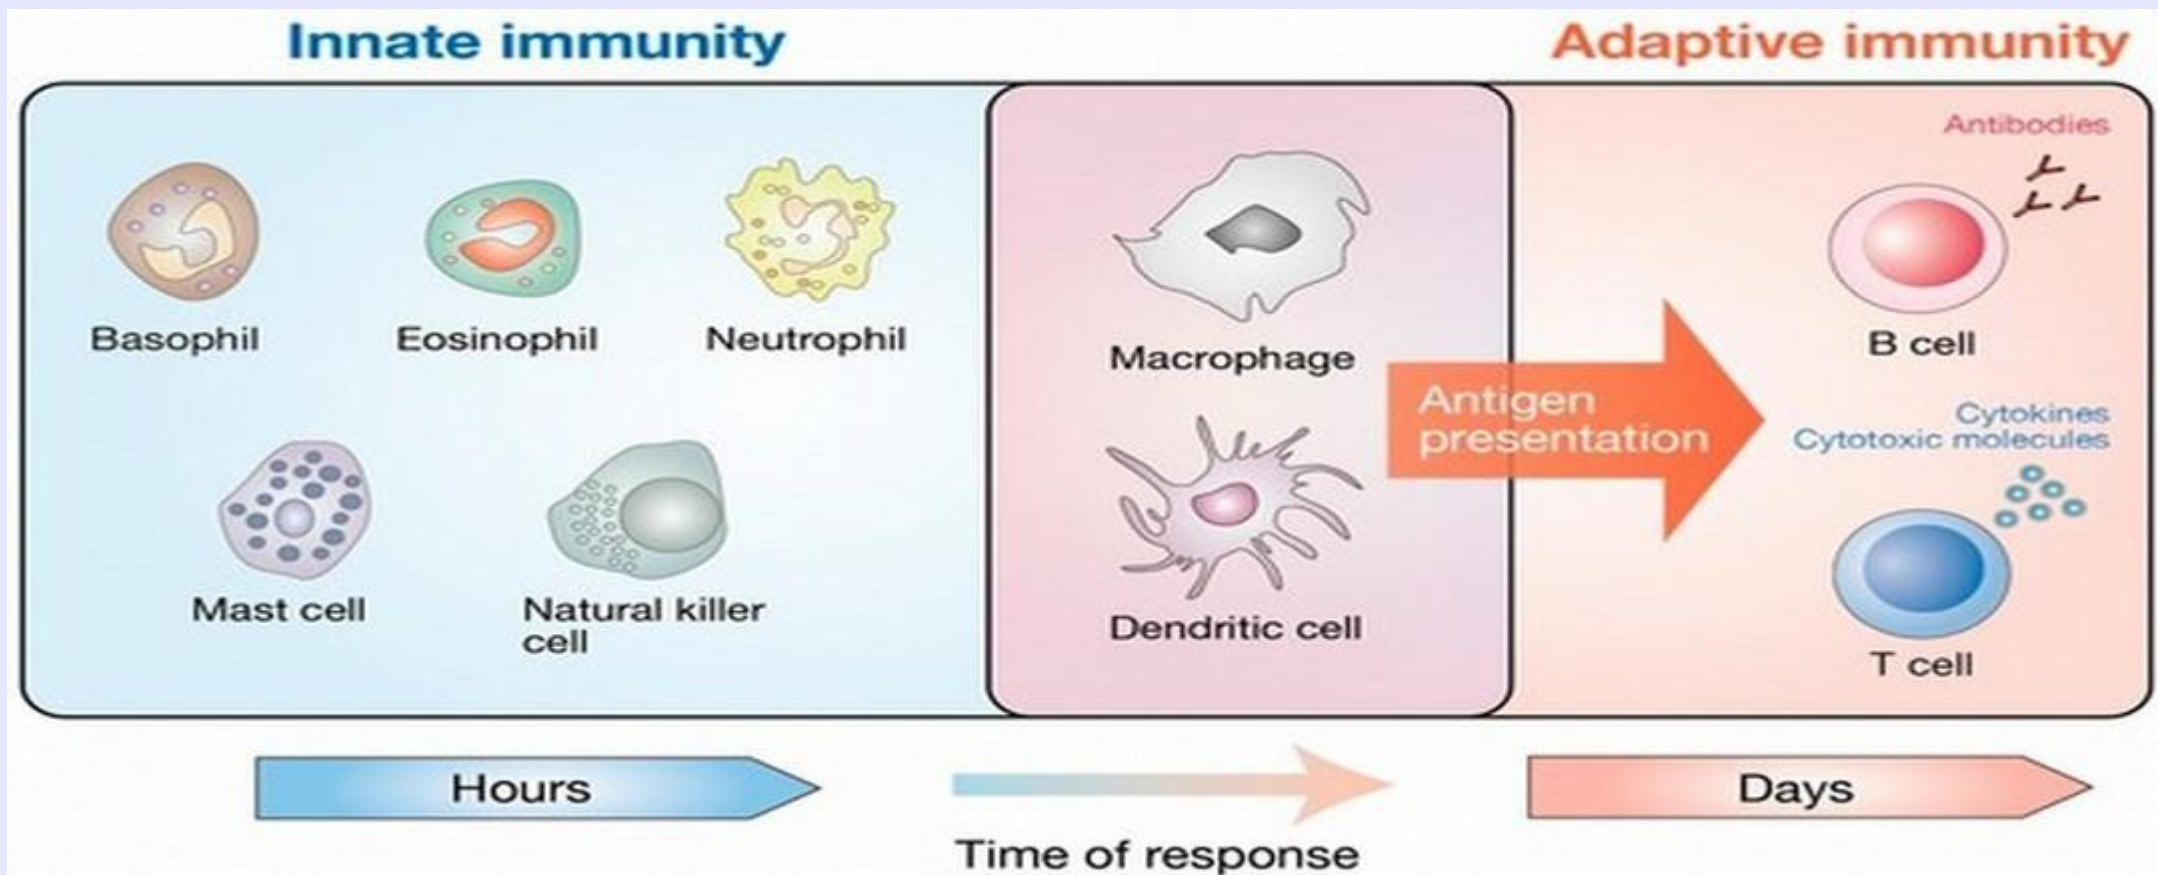 Innate immunity
Adaptive immunity
Basophil
Eosinophil
Neutrophil
Mast cell
Natural killer
cell
Macrophage
Dendritic cell
Antigen
presentation
Antibodies
B cell
Cytokines
Cytotoxic molecules
T cell
Hours
Time of response
Days